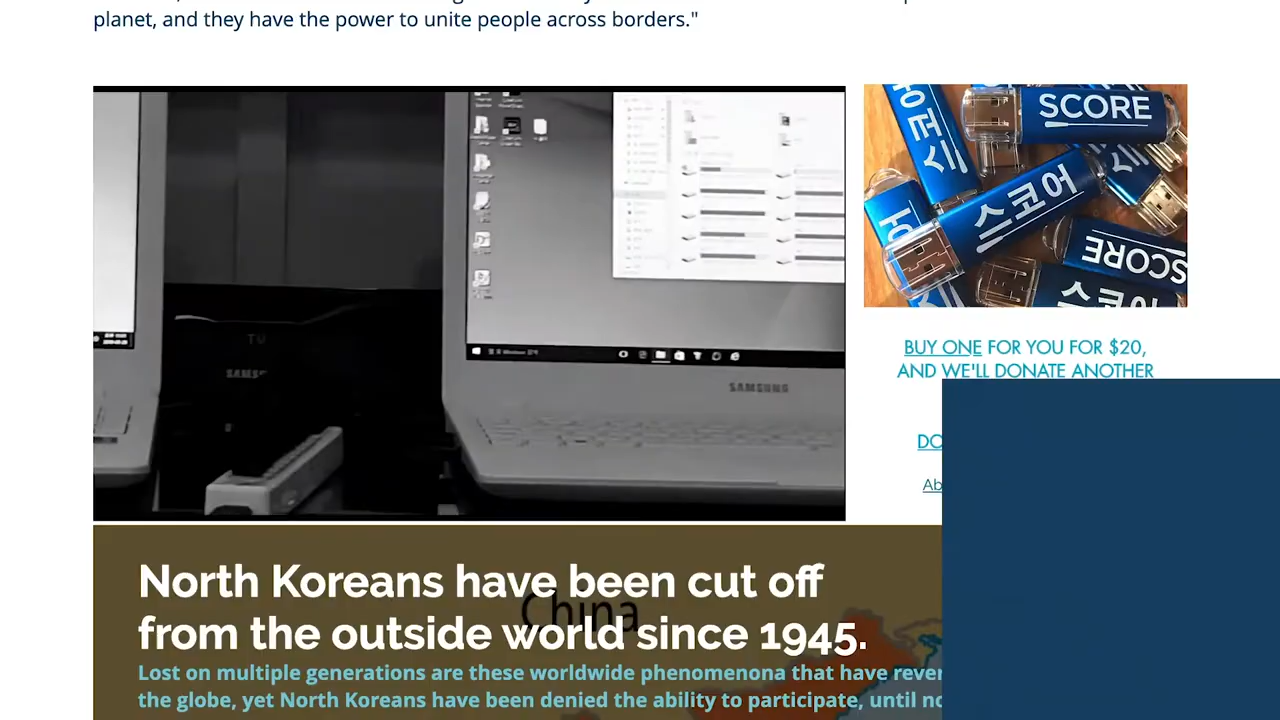 planet, and they have the power to unite people across borders."
SCORE
스코어
스코어
SCORE
SAMSUNG
BUY ONE FOR YOU FOR $20,
AND WE'LL DONATE ANOTHER
North Koreans have been cut off
from the outside world since 1945.
China
Lost on multiple generations are these worldwide phenomenona that have
the globe, yet North Koreans have been denied the ability to participate, until